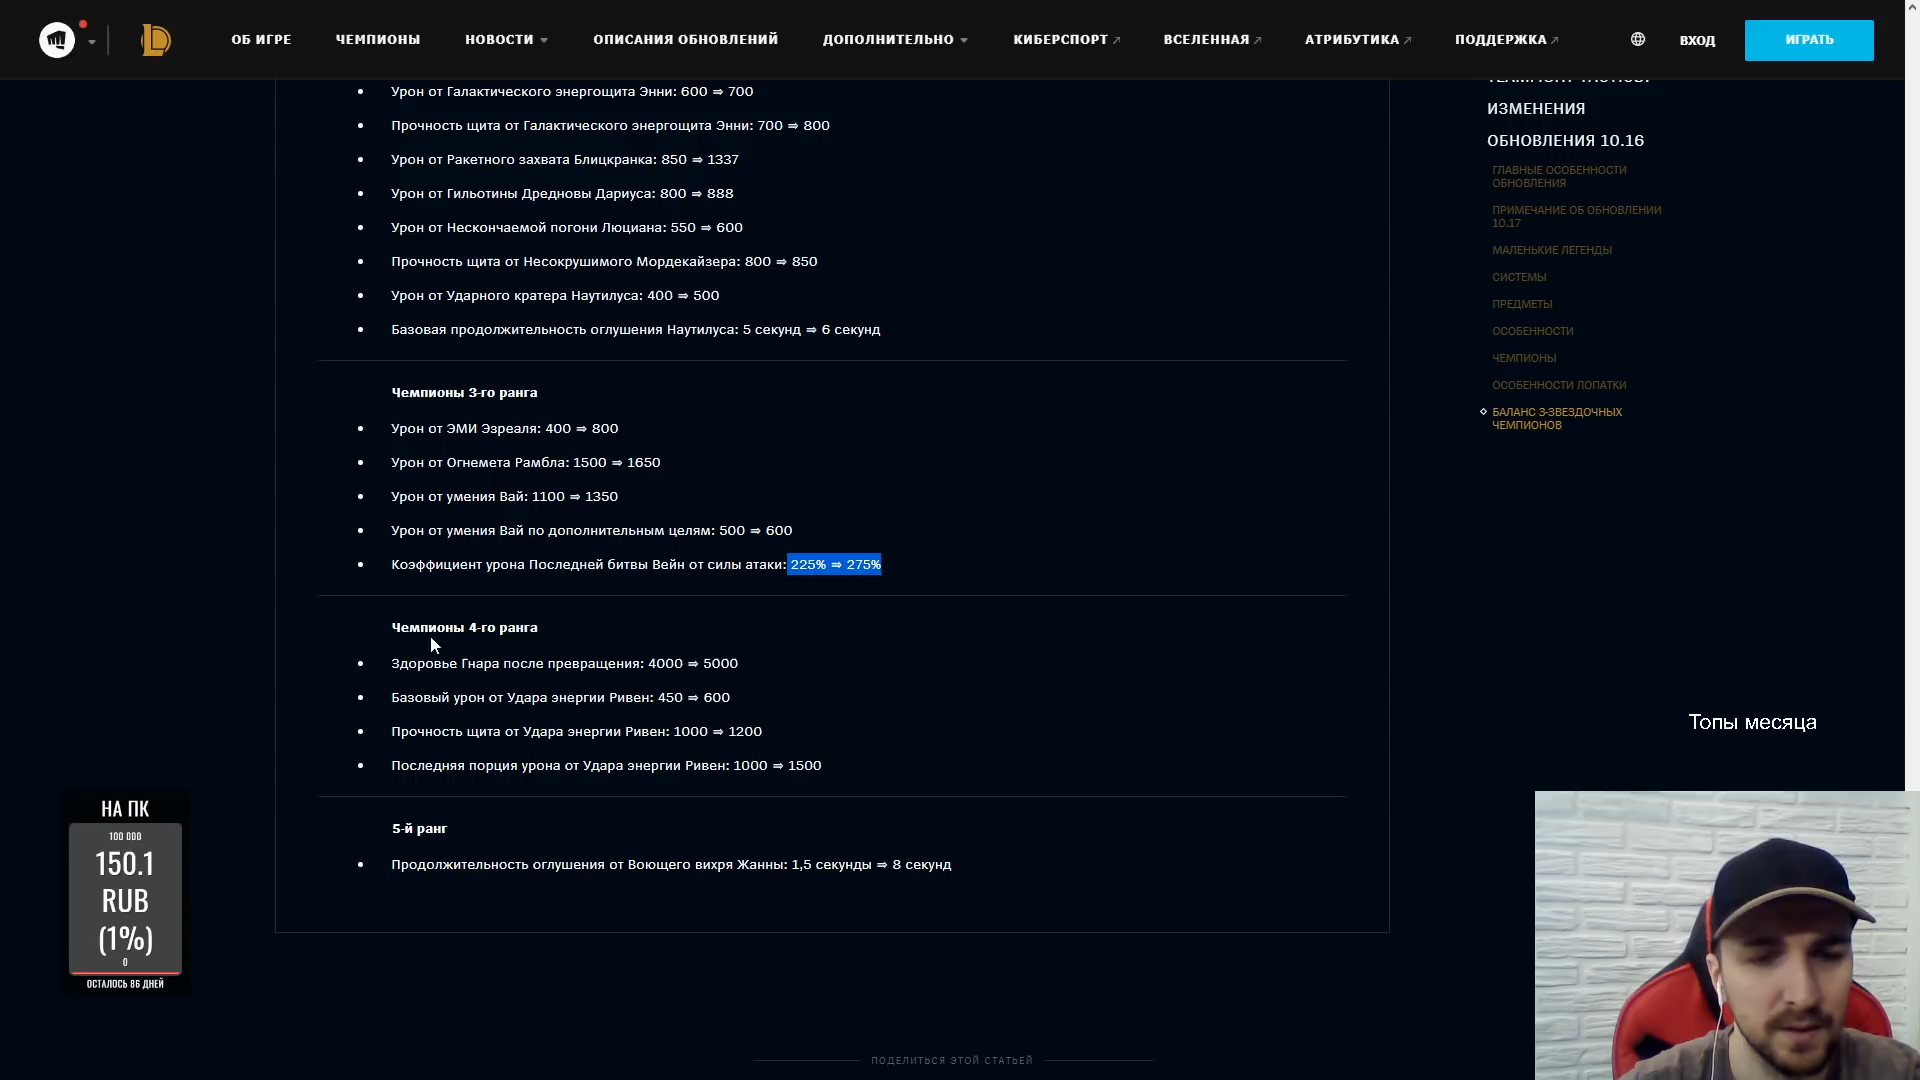 ОБ ИГРЕ ЧЕМПИОНЫ НОВОСТИ ОПИСАНИЯ ОБНОВЛЕНИЙ ДОПОЛНИТЕЛЬНО КИБЕРСПОРТ ВСЕЛЕННАЯ АТРИБУТИКА ПОДДЕРЖКА ВХОД ИГРАТЬ
Урон от Галактического энергощита Энни: 600 ⇒ 700
Прочность щита от Галактического энергощита Энни: 700 ⇒ 800
Урон от Ракетного захвата Блицкранка: 850 ⇒ 1337
Урон от Гильотины Дредновы Дариуса: 800 ⇒ 888
Урон от Нескончаемой погони Люциана: 550 ⇒ 600
Прочность щита от Несокрушимого Мордекайзера: 800 ⇒ 850
Урон от Ударного кратера Наутилуса: 400 ⇒ 500
Базовая продолжительность оглушения Наутилуса: 5 секунд ⇒ 6 секунд
Чемпионы 3-го ранга
Урон от ЭМИ Эзреаля: 400 ⇒ 800
Урон от Огнемета Рамбла: 1500 ⇒ 1650
Урон от умения Вай: 1100 ⇒ 1350
Урон от умения Вай по дополнительным целям: 500 ⇒ 600
Коэффициент урона Последней битвы Вейн от силы атаки: 225% ⇒ 275%
Чемпионы 4-го ранга
Здоровье Гнара после превращения: 4000 ⇒ 5000
Базовый урон от Удара энергии Ривен: 450 ⇒ 600
Прочность щита от Удара энергии Ривен: 1000 ⇒ 1200
Последняя порция урона от Удара энергии Ривен: 1000 ⇒ 1500
5-й ранг
Продолжительность оглушения от Воющего вихря Жанны: 1,5 секунды ⇒ 8 секунд
ПОДЕЛИТЬСЯ ЭТОЙ СТАТЬЕЙ
ИЗМЕНЕНИЯ
ОБНОВЛЕНИЯ 10.16
ГЛАВНЫЕ ОСОБЕННОСТИ
ОБНОВЛЕНИЯ
ПРИМЕЧАНИЕ ОБ ОБНОВЛЕНИИ
10.17
МАЛЕНЬКИЕ ЛЕГЕНДЫ
СИСТЕМЫ
ПРЕДМЕТЫ
ОСОБЕННОСТИ
ЧЕМПИОНЫ
ОСОБЕННОСТИ ЛОПАТКИ
БАЛАНС 3-ЗВЕЗДОЧНЫХ
ЧЕМПИОНОВ
Топы месяца
НА ПК
100 000
150.1
RUB
(1%)
0
ОСТАЛОСЬ 86 ДНЕЙ